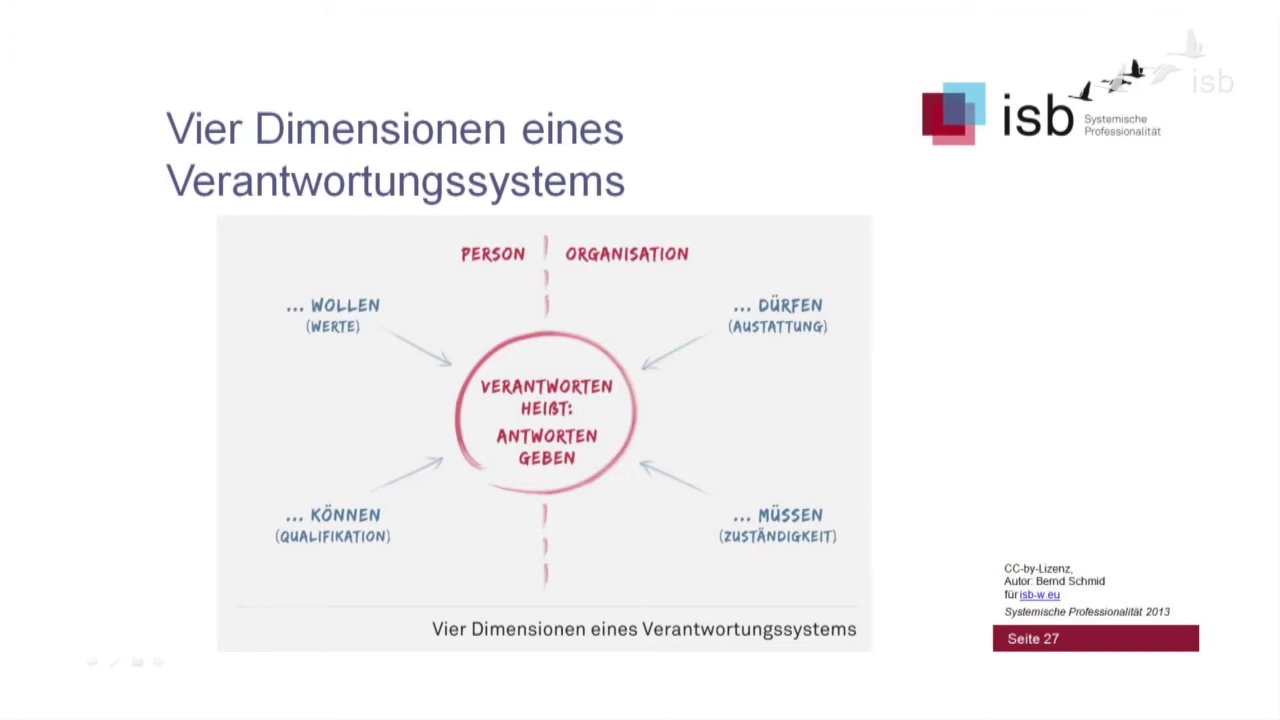 Vier Dimensionen eines
Verantwortungssystems
isb
Systemische
Professionalität
isb
PERSON
ORGANISATION
... WOLLEN
(WERTE)
... DÜRFEN
(AUSTATTUNG)
VERANTWORTEN
HEIßT:
ANTWORTEN
GEBEN
... KÖNNEN
(QUALIFIKATION)
... MÜSSEN
(ZUSTÄNDIGKEIT)
Vier Dimensionen eines Verantwortungssystems
CC-by-Lizenz,
Autor: Bernd Schmid
für isb-w.eu
Systemische Professionalität 2013
Seite 27